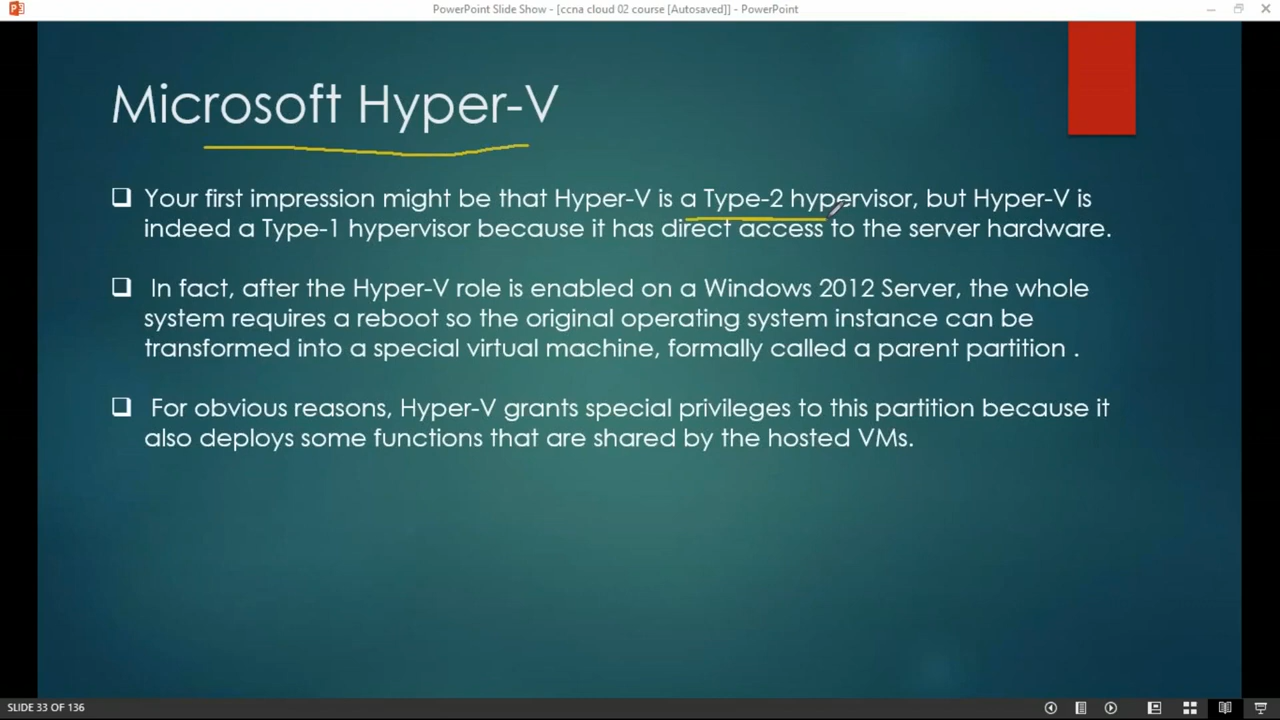 PowerPoint Slide Show - [ccna cloud 02 course [Autosaved]] - PowerPoint
Microsoft Hyper-V
Your first impression might be that Hyper-V is a Type-2 hypervisor, but Hyper-V is
indeed a Type-1 hypervisor because it has direct access to the server hardware.
In fact, after the Hyper-V role is enabled on a Windows 2012 Server, the whole
system requires a reboot so the original operating system instance can be
transformed into a special virtual machine, formally called a parent partition .
For obvious reasons, Hyper-V grants special privileges to this partition because it
also deploys some functions that are shared by the hosted VMs.
SLIDE 33 OF 136